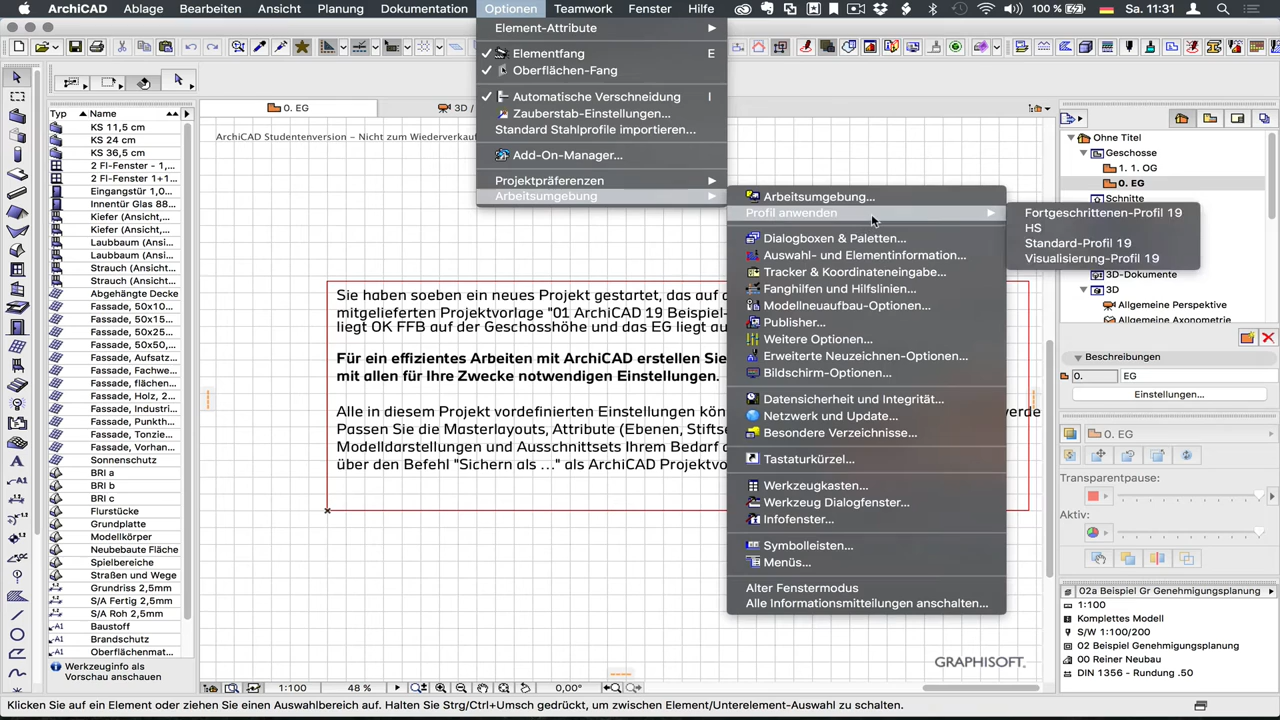 ArchiCAD Ablage Bearbeiten Ansicht Planung Dokumentation Optionen Teamwork Fenster Hilfe 100 % Sa. 11:31
Element-Attribute
Elementfang E
Oberflächen-Fang
Automatische Verschneidung I
Zauberstab-Einstellungen...
Standard Stahlprofile importieren...
Add-On-Manager...
Projektpräferenzen
Arbeitsumgebung
Arbeitsumgebung...
Profil anwenden
Dialogboxen & Paletten...
Auswahl- und Elementinformation...
Tracker & Koordinateneingabe...
Fanghilfen und Hilfslinien...
Modellneuaufbau-Optionen...
Publisher...
Weitere Optionen...
Erweiterte Neuzeichnen-Optionen...
Bildschirm-Optionen...
Datensicherheit und Integrität...
Netzwerk und Update...
Besondere Verzeichnisse...
Tastaturkürzel...
Werkzeugkasten...
Werkzeug Dialogfenster...
Infofenster...
Symbolleisten...
Menüs...
Alter Fenstermodus
Alle Informationsmitteilungen anschalten...
Fortgeschrittenen-Profil 19
HS
Standard-Profil 19
Visualisierung-Profil 19
Typ Name
KS 11,5 cm
KS 24 cm
KS 36,5 cm
2 Fl-Fenster - 1,...
2 Fl-Fenster 1+1...
Eingangstür 1,0...
Kiefer (Ansicht,...
Kiefer (Ansicht,...
Laubbaum (Ansi...
Laubbaum (Ansi...
Strauch (Ansicht...
Strauch (Ansicht...
Abgehängte Decke
Fassade, 50x10...
Fassade, 50x15...
Fassade, 50x25...
Fassade, 50x50,...
Fassade, Aufsatz...
Fassade, Fachwe...
Fassade, flächen...
Fassade, Holz, 2...
Fassade, Industri...
Fassade, Punkth...
Fassade, Tonzie...
Fassade, Vorhan...
Sonnenschutz
BRI a
BRI b
BRI c
Flurstücke
Grundplatte
Modellkörper
Neubebaute Fläche
Spielbereiche
Straßen und Wege
Grundriss 2,5mm
S/A Fertig 2,5mm
S/A Roh 2,5mm
Baustoff
Brandschutz
Oberflächenmat...
Werkzeuginfo als
Vorschau anschauen
0. EG
3D /
ArchiCAD Studentenversion – Nicht zum Wiederverkauf
Sie haben soeben ein neues Projekt gestartet, das auf d
mitgelieferten Projektvorlage "01 ArchiCAD 19 Beispiel-
liegt OK FFB auf der Geschosshöhe und das EG liegt au
Für ein effizientes Arbeiten mit ArchiCAD erstellen Sie
mit allen für Ihre Zwecke notwendigen Einstellungen.
Alle in diesem Projekt vordefinierten Einstellungen kön werde
Passen Sie die Masterlayouts, Attribute (Ebenen, Stiftse
Modelldarstellungen und Ausschnittsets Ihrem Bedarf a
über den Befehl "Sichern als ..." als ArchiCAD Projektvo
GRAPHISOFT.
1:100 48 % 0,00°
Ohne Titel
Geschosse
1. 1. OG
0. EG
Schnitte
3D-Dokumente
3D
Allgemeine Perspektive
Allgemeine Axonometrie
Beschreibungen
0. EG
Einstellungen...
0. EG
Transparentpause:
Aktiv:
02a Beispiel Gr Genehmigungsplanung
1:100
Komplettes Modell
S/W 1:100/200
02 Beispiel Genehmigungsplanung
00 Reiner Neubau
DIN 1356 - Rundung .50
Klicken Sie auf ein Element oder ziehen Sie einen Auswahlbereich auf. Halten Sie Strg/Ctrl+Umsch gedrückt, um zwischen Element/Unterelement-Auswahl zu schalten.